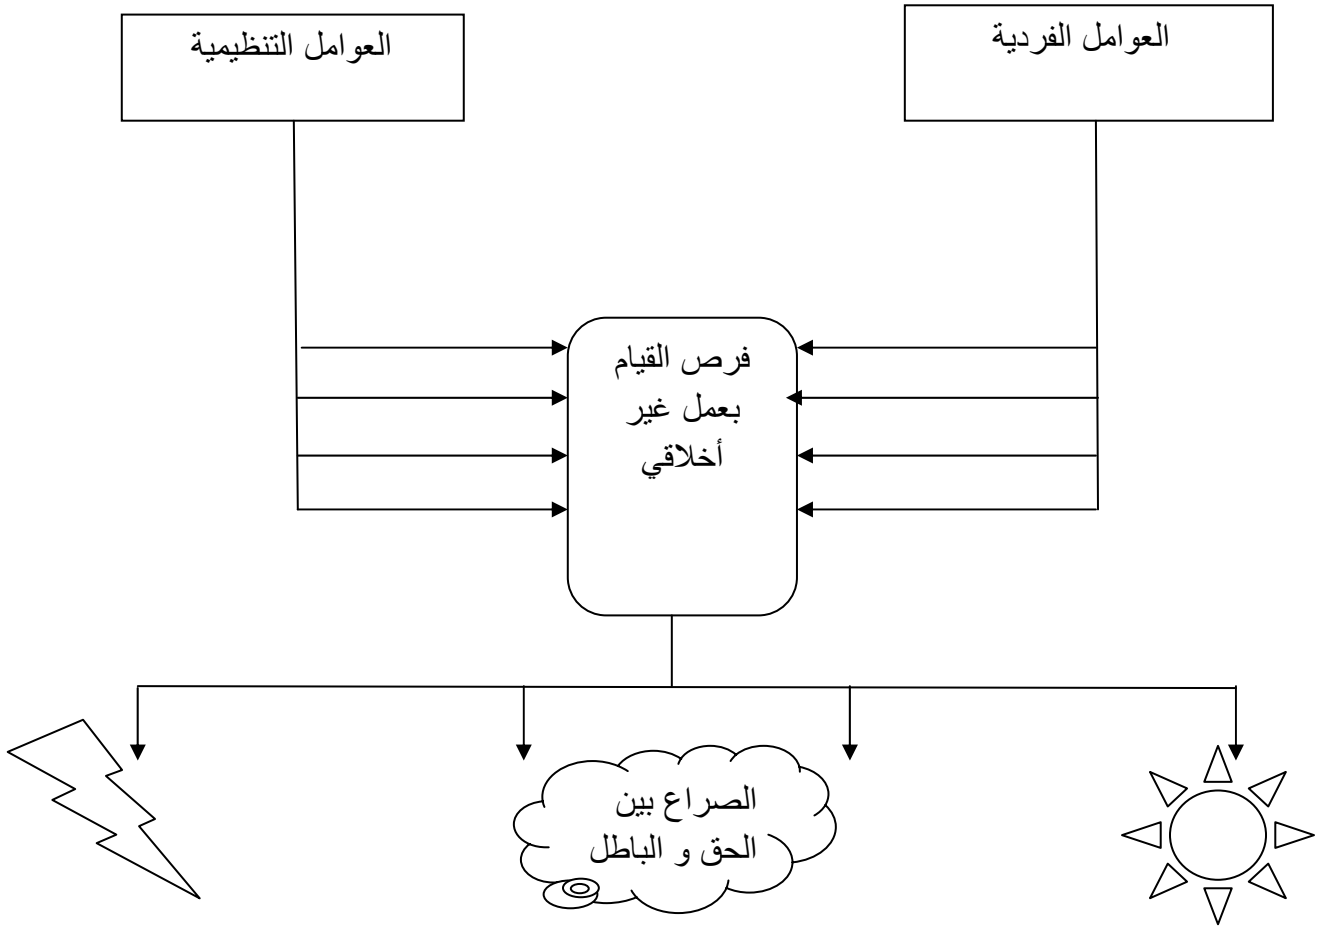 العوامل الفردية
العوامل التنظيمية
فرص القيام
بعمل غير
أخلاقي
الصراع بين
الحق و الباطل